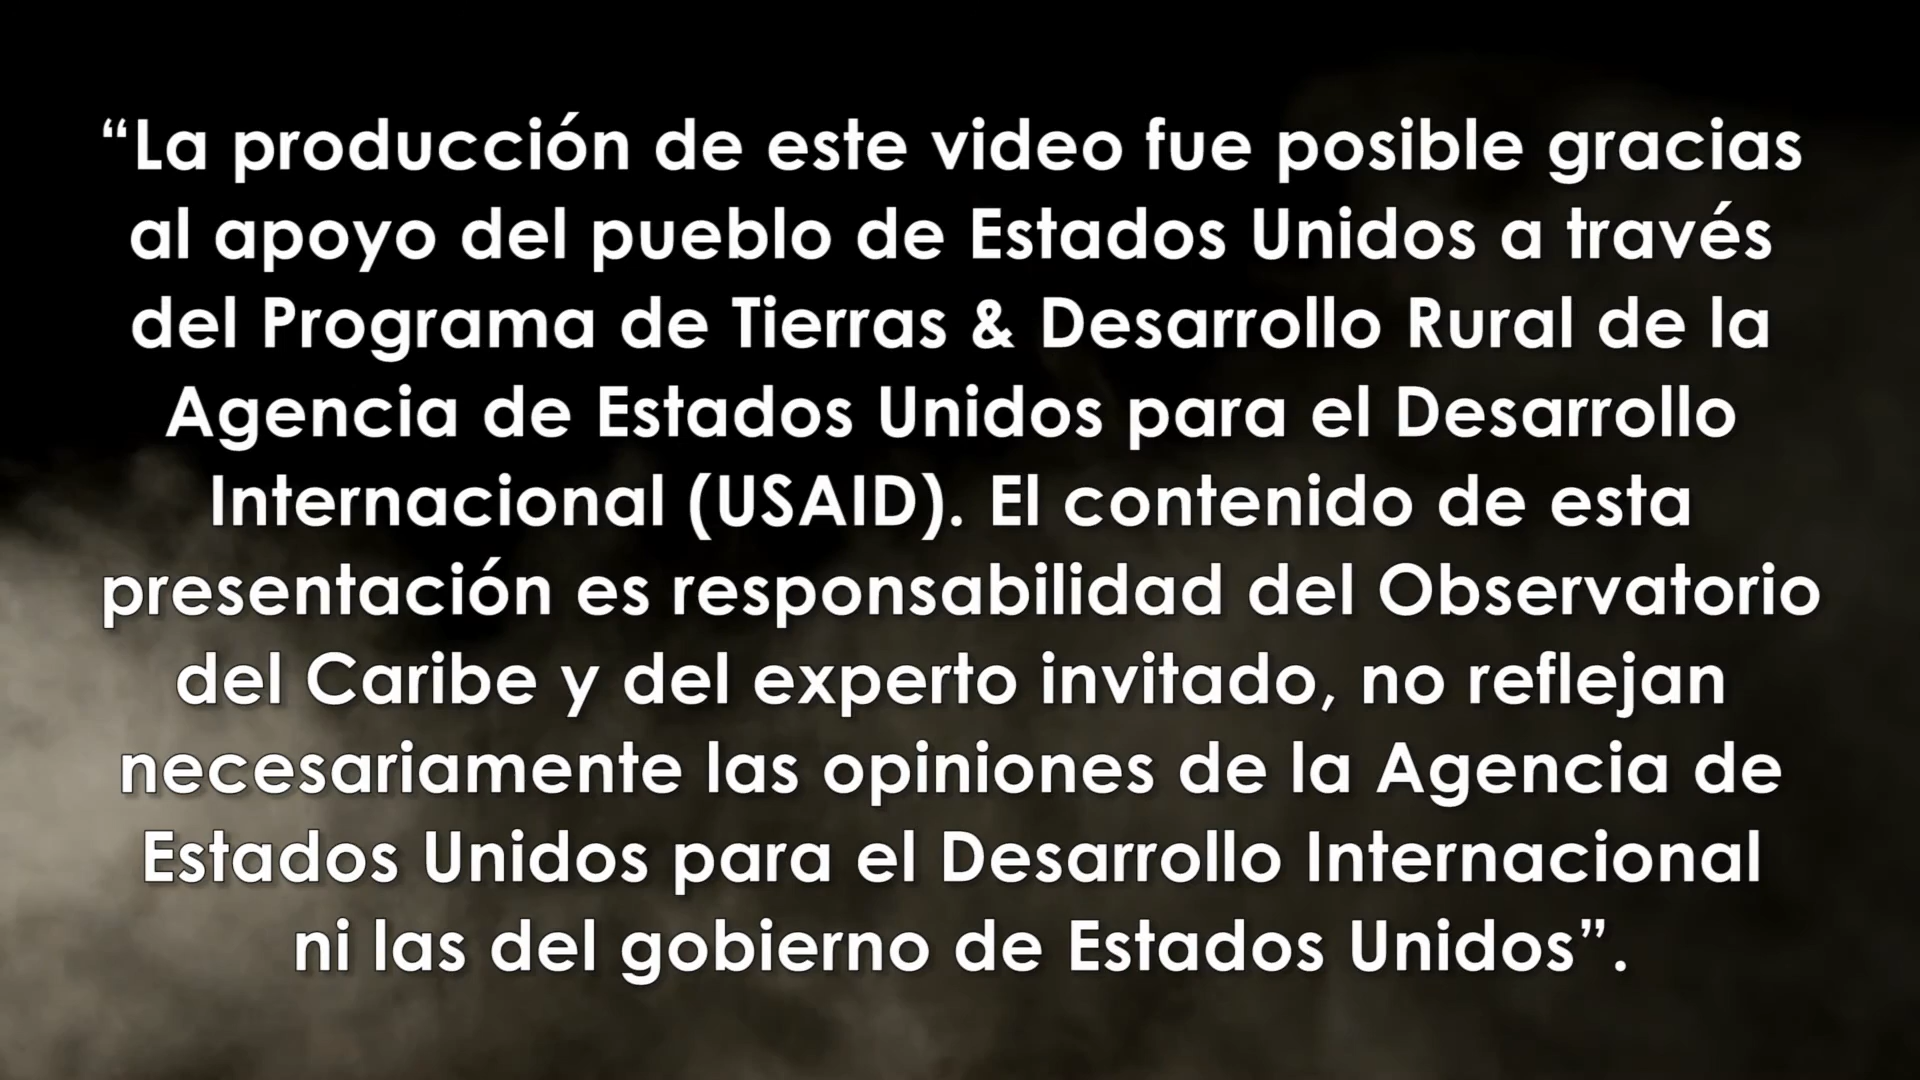 “La producción de este video fue posible gracias
al apoyo del pueblo de Estados Unidos a través
del Programa de Tierras & Desarrollo Rural de la
Agencia de Estados Unidos para el Desarrollo
Internacional (USAID). El contenido de esta
presentación es responsabilidad del Observatorio
del Caribe y del experto invitado, no reflejan
necesariamente las opiniones de la Agencia de
Estados Unidos para el Desarrollo Internacional
ni las del gobierno de Estados Unidos”.